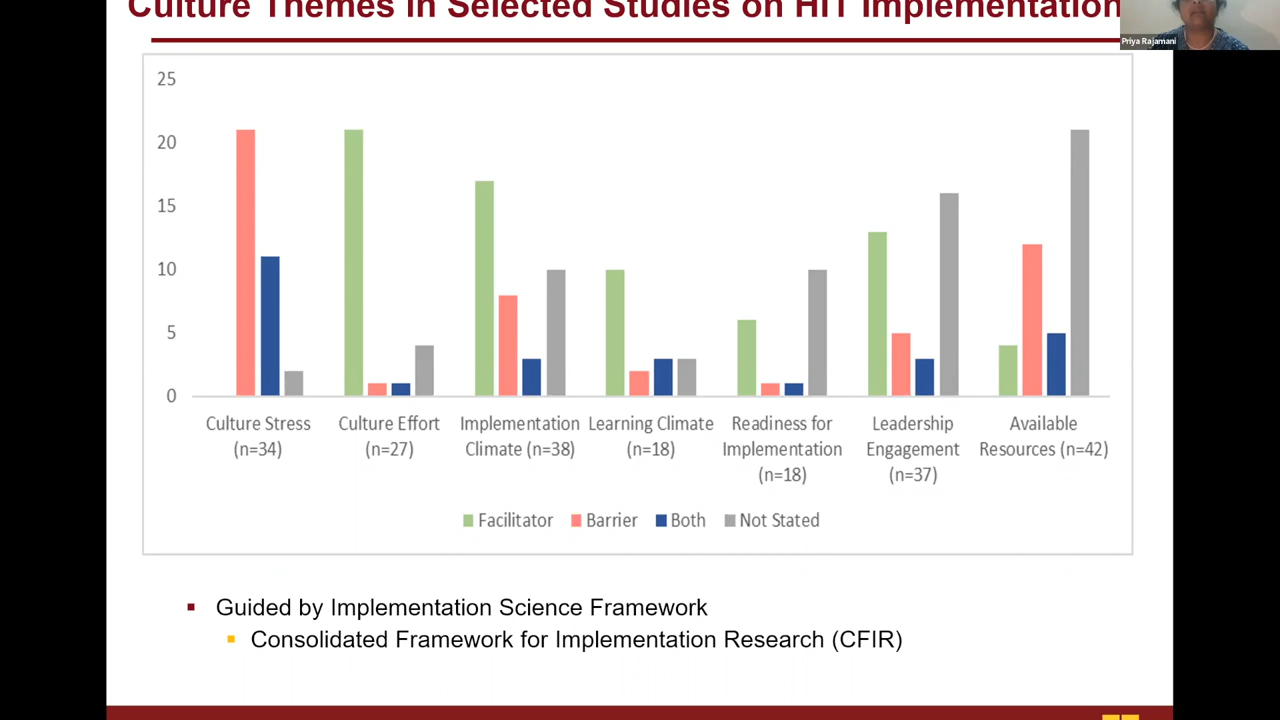 Culture Themes in Selected Studies on HIT Implementation
Priya Rajamani
25
20
15
10
5
0
Culture Stress
(n=34)
Culture Effort
(n=27)
Implementation
Climate (n=38)
Learning Climate
(n=18)
Readiness for
Implementation
(n=18)
Leadership
Engagement
(n=37)
Available
Resources (n=42)
Facilitator Barrier Both Not Stated
Guided by Implementation Science Framework
Consolidated Framework for Implementation Research (CFIR)